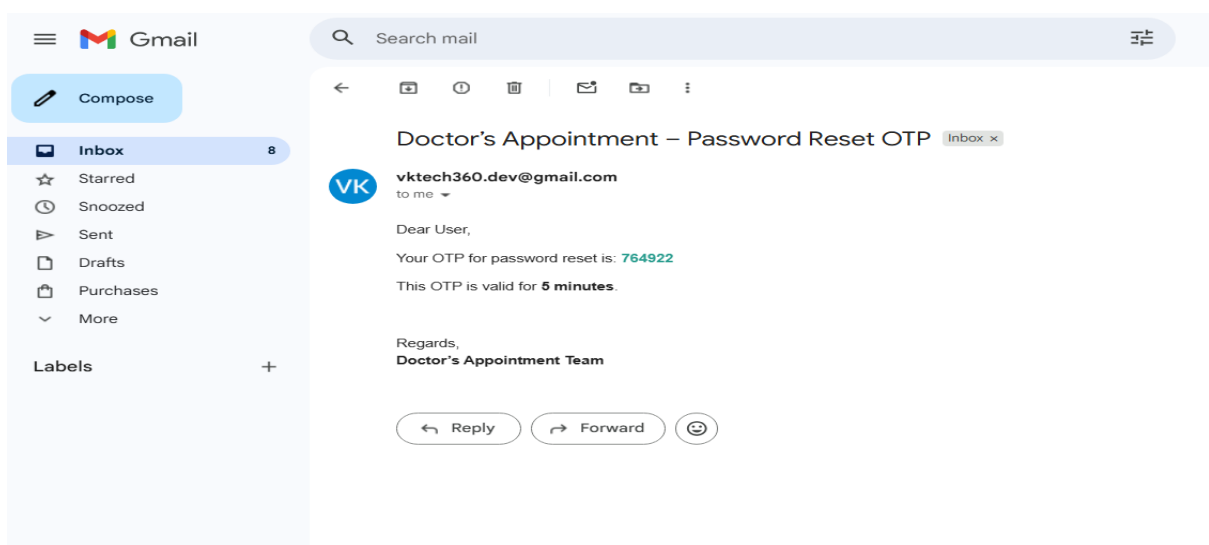 Gmail
Search mail
Compose
Inbox 8
Starred
Snoozed
Sent
Drafts
Purchases
More
Labels +
Doctor’s Appointment – Password Reset OTP Inbox ×
VK
vktech360.dev@gmail.com
to me
Dear User,
Your OTP for password reset is: 764922
This OTP is valid for 5 minutes.
Regards,
Doctor’s Appointment Team
Reply Forward